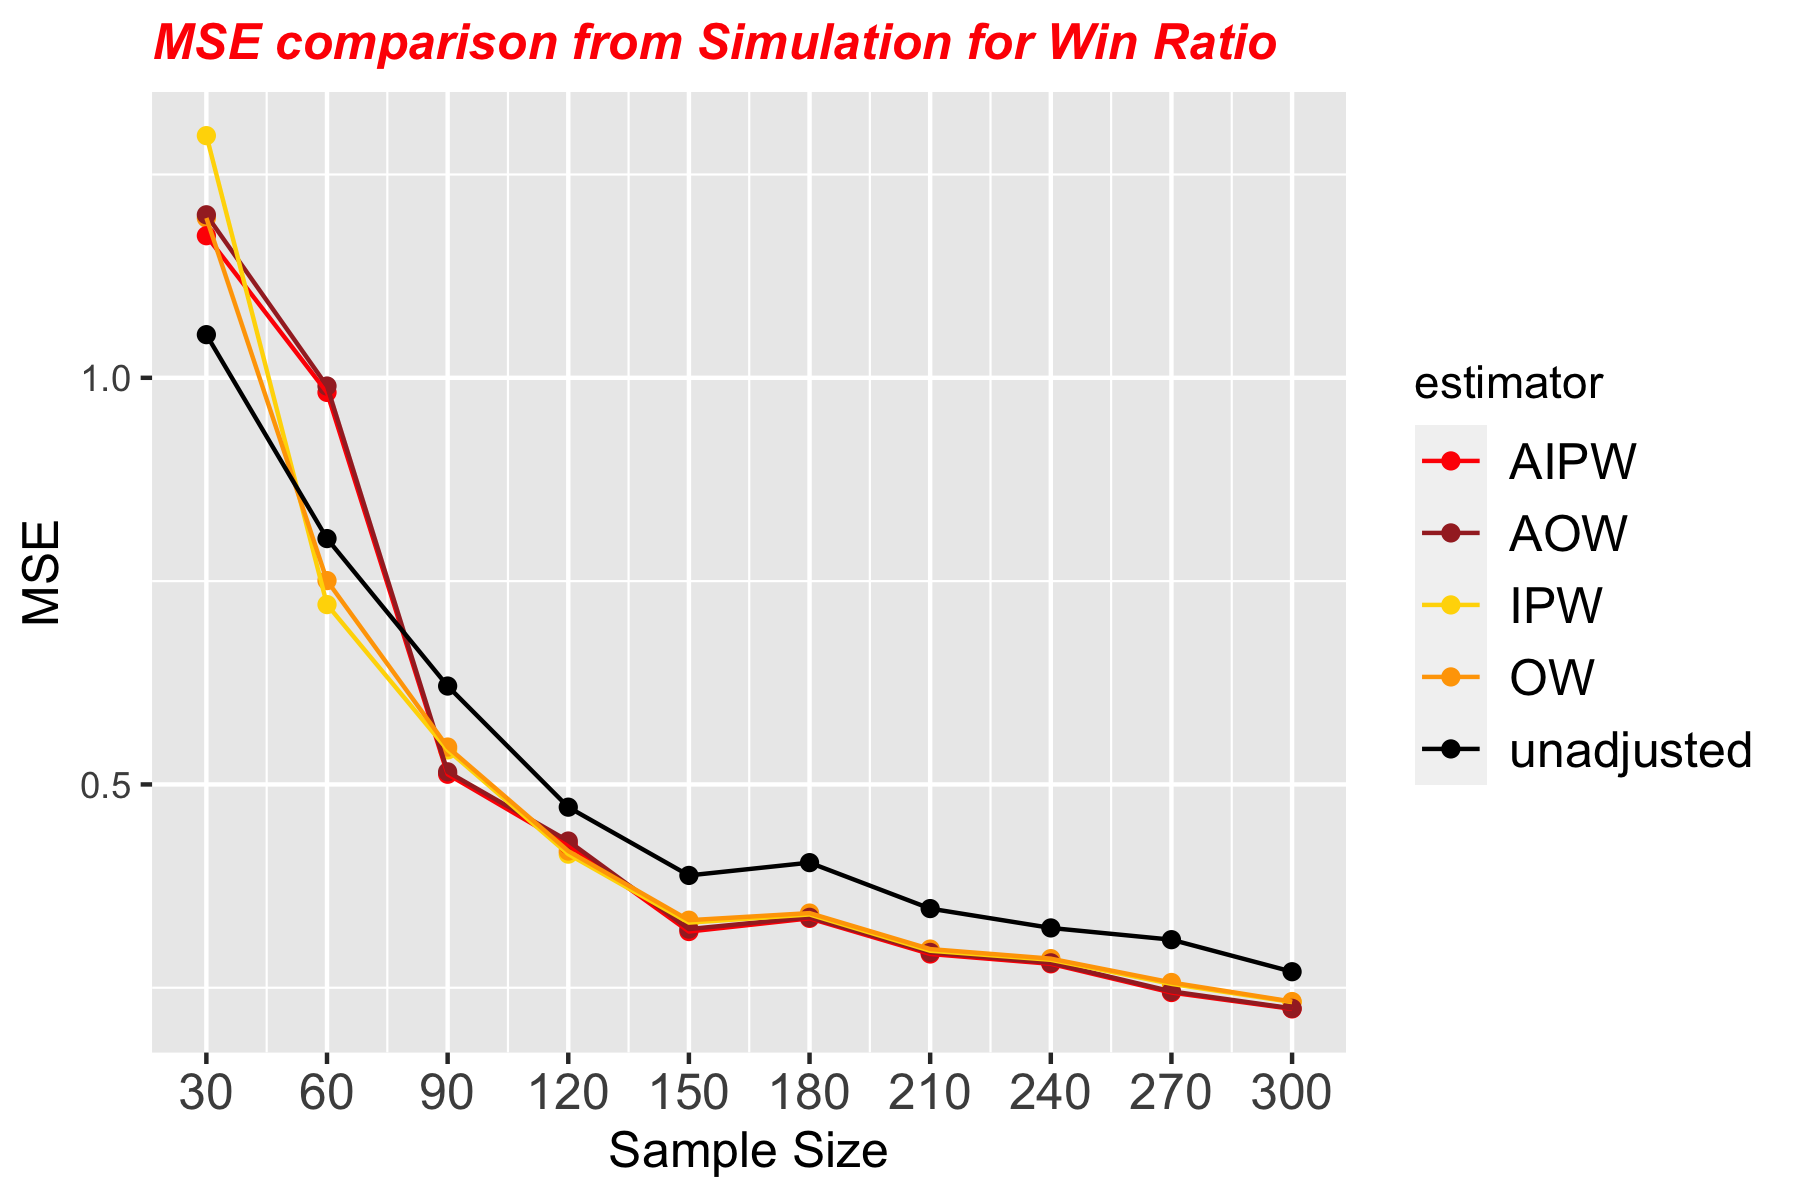 MSE comparison from Simulation for Win Ratio
MSE
1.0
0.5
30 60 90 120 150 180 210 240 270 300
Sample Size
estimator
AIPW
AOW
IPW
OW
unadjusted